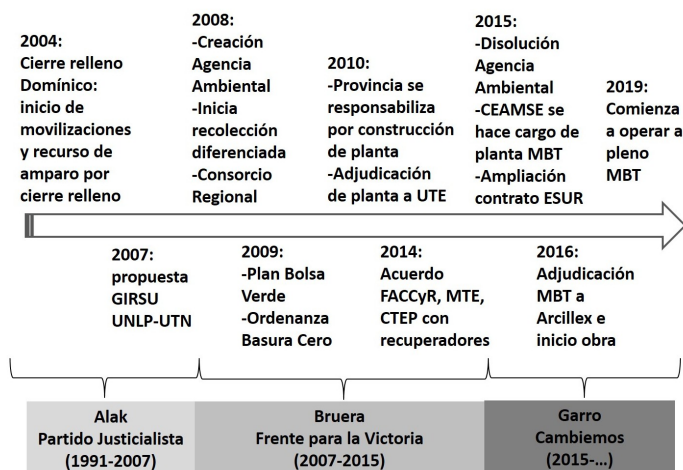 2004:
Cierre relleno
Domínico:
inicio de
movilizaciones
y recurso de
amparo por
cierre relleno
2008:
-Creación
Agencia
Ambiental
-Inicia
recolección
diferenciada
-Consorcio
Regional
2010:
-Provincia se
responsabiliza
por construcción
de planta
-Adjudicación
de planta a UTE
2015:
-Disolución
Agencia
Ambiental
-CEAMSE se
hace cargo de
planta MBT
-Ampliación
contrato ESUR
2019:
Comienza
a operar a
pleno
MBT
2007:
propuesta
GIRSU
UNLP-UTN
2009:
-Plan Bolsa
Verde
-Ordenanza
Basura Cero
2014:
Acuerdo
FACCyR, MTE,
CTEP con
recuperadores
2016:
Adjudicación
MBT a
Arcillex e
inicio obra
Alak
Partido Justicialista
(1991-2007)
Bruera
Frente para la Victoria
(2007-2015)
Garro
Cambiemos
(2015-...)